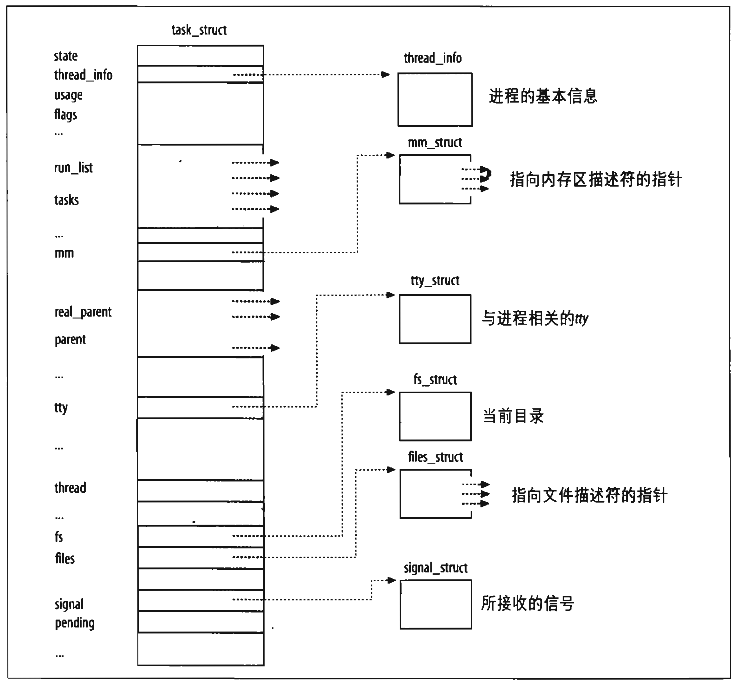 task_struct
state
thread_info
usage
flags
...
run_list
tasks
...
mm
real_parent
parent
...
tty
...
thread
...
fs
files
signal
pending
...
thread_info
进程的基本信息
mm_struct
指向内存区描述符的指针
tty_struct
与进程相关的tty
fs_struct
当前目录
files_struct
指向文件描述符的指针
signal_struct
所接收的信号